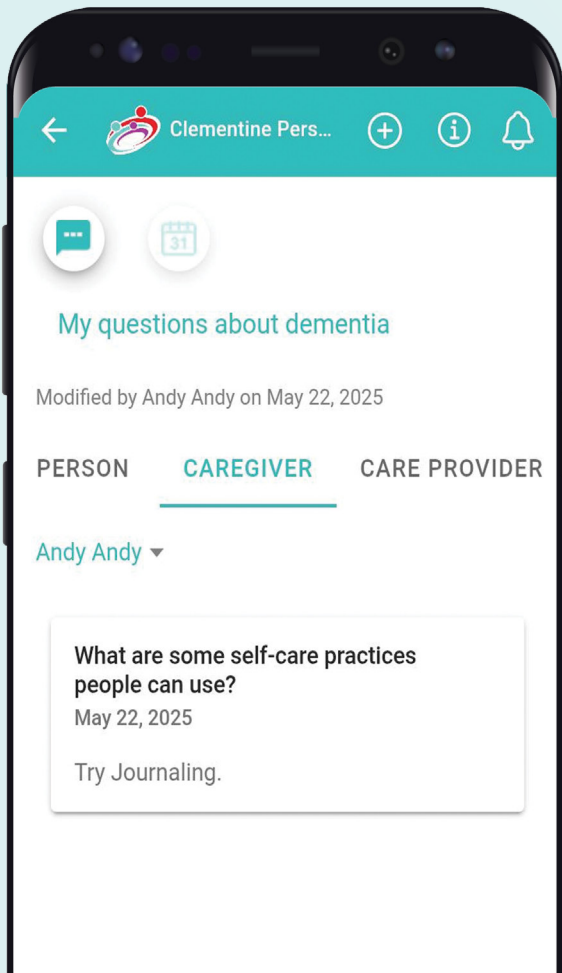 Clementine Pers...
31
My questions about dementia
Modified by Andy Andy on May 22, 2025
PERSON CAREGIVER CARE PROVIDER
Andy Andy
What are some self-care practices
people can use?
May 22, 2025
Try Journaling.